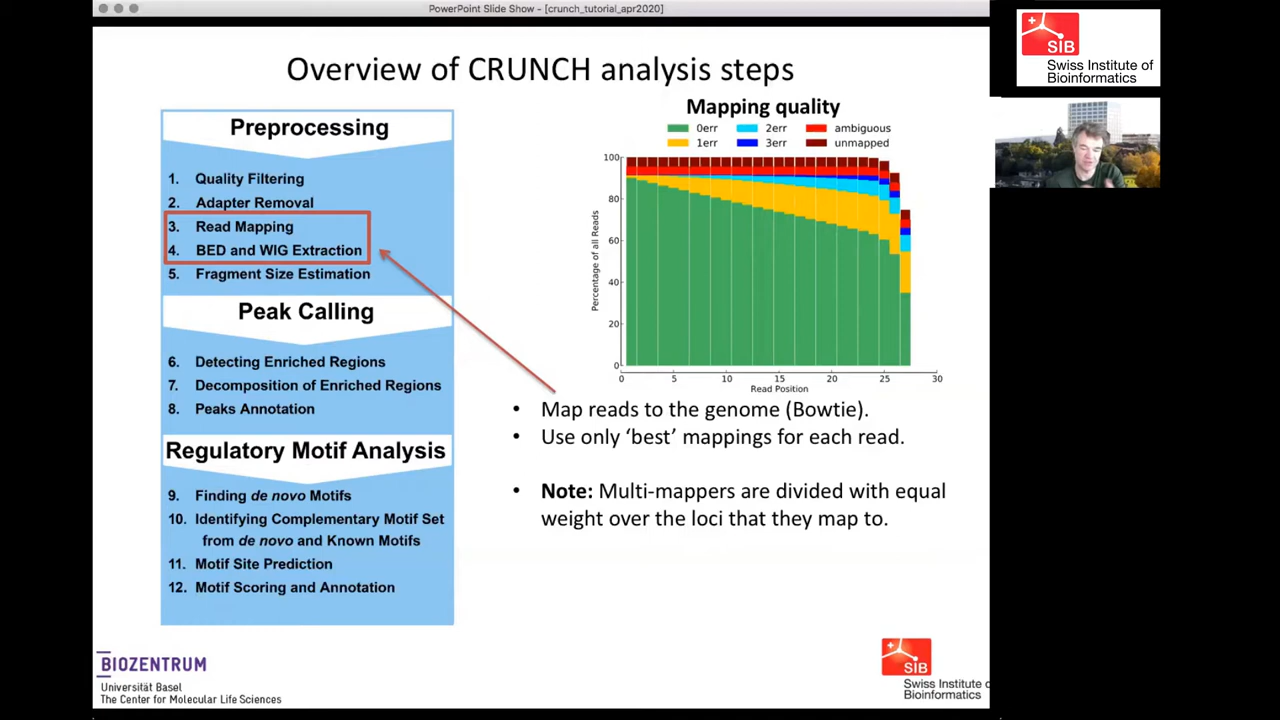 PowerPoint Slide Show - [crunch_tutorial_apr2020]
Overview of CRUNCH analysis steps
Preprocessing
1. Quality Filtering
2. Adapter Removal
3. Read Mapping
4. BED and WIG Extraction
5. Fragment Size Estimation
Peak Calling
6. Detecting Enriched Regions
7. Decomposition of Enriched Regions
8. Peaks Annotation
Regulatory Motif Analysis
9. Finding de novo Motifs
10. Identifying Complementary Motif Set
from de novo and Known Motifs
11. Motif Site Prediction
12. Motif Scoring and Annotation
Mapping quality
0err 2err ambiguous
1err 3err unmapped
Percentage of all Reads
100
80
60
40
20
0
0 5 10 15 20 25 30
Read Position
• Map reads to the genome (Bowtie).
• Use only ‘best’ mappings for each read.
• Note: Multi-mappers are divided with equal
weight over the loci that they map to.
BIOZENTRUM
Universität Basel
The Center for Molecular Life Sciences
SIB
Swiss Institute of
Bioinformatics
SIB
Swiss Institute of
Bioinformatics